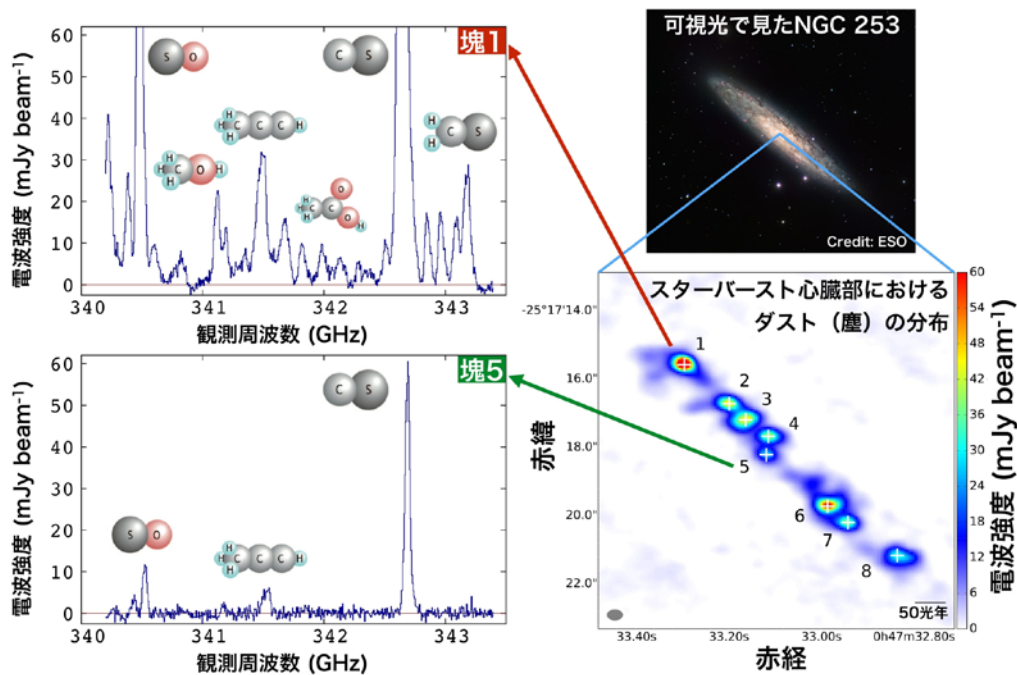 塊1
電波強度 (mJy beam⁻¹)
60
50
40
30
20
10
0
S O
C S
H H H C C C H
H H H C O H
H H H C C O O H
H H C S
340
341
342
343
観測周波数 (GHz)
塊5
電波強度 (mJy beam⁻¹)
60
50
40
30
20
10
0
C S
S O
H H H C C C H
340
341
342
343
観測周波数 (GHz)
可視光で見たNGC 253
Credit: ESO
スターバースト心臓部における
ダスト（塵）の分布
-25°17'14.0"
16.0"
18.0"
20.0"
22.0"
赤緯
1
2
3
4
5
6
7
8
50光年
33.40s
33.20s
33.00s
0h47m32.80s
赤経
60
54
48
42
36
30
24
18
12
6
0
電波強度 (mJy beam⁻¹)